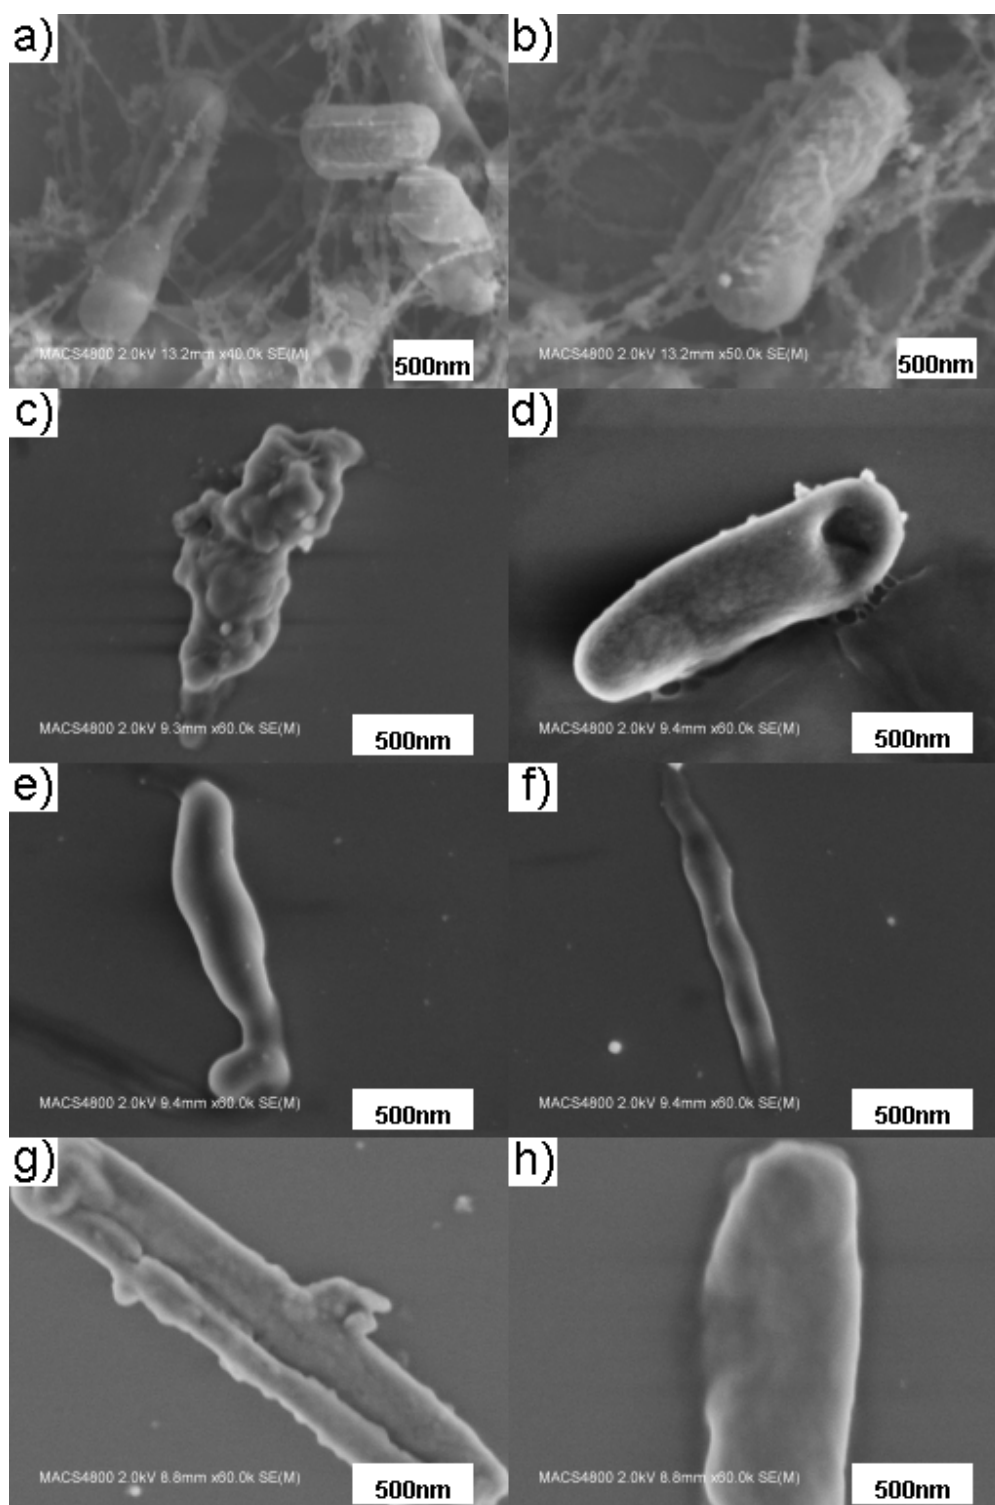 a)
b)
MACS4800 2.0kV 13.2mm x40.0k SE(M)
500nm
MACS4800 2.0kV 13.2mm x50.0k SE(M)
500nm
c)
d)
MACS4800 2.0kV 9.3mm x60.0k SE(M)
500nm
MACS4800 2.0kV 9.4mm x60.0k SE(M)
500nm
e)
f)
MACS4800 2.0kV 9.4mm x60.0k SE(M)
500nm
MACS4800 2.0kV 9.4mm x60.0k SE(M)
500nm
g)
h)
MACS4800 2.0kV 8.8mm x60.0k SE(M)
500nm
MACS4800 2.0kV 8.8mm x60.0k SE(M)
500nm